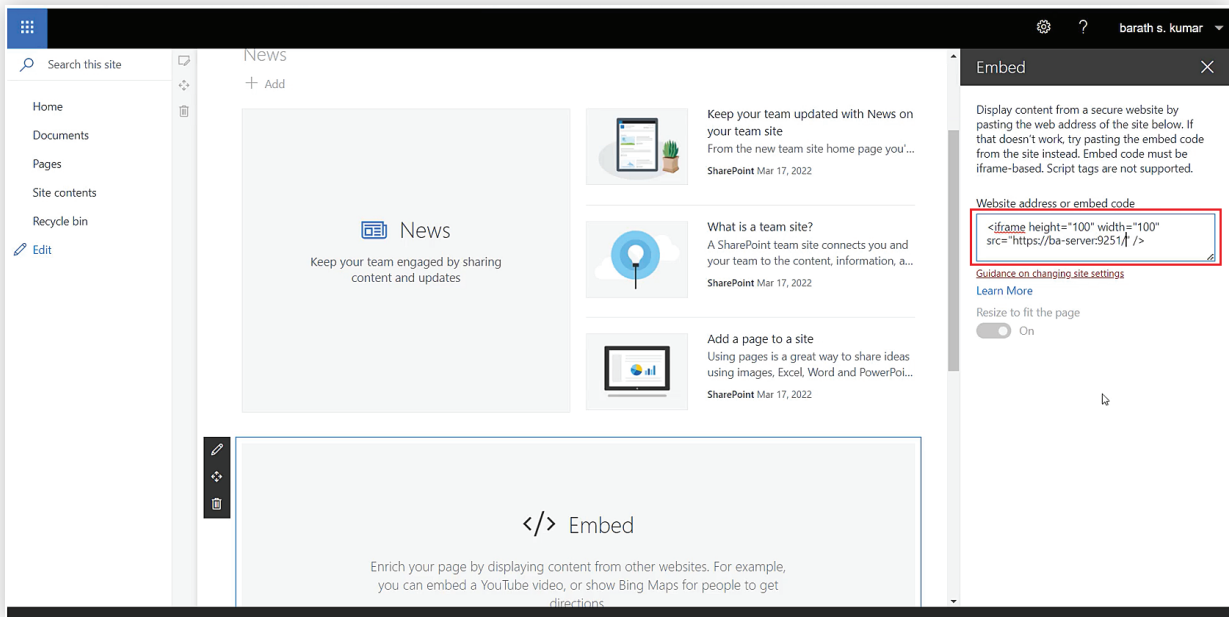 ?
barath s. kumar
Search this site
Home
Documents
Pages
Site contents
Recycle bin
Edit
News
+ Add
News
Keep your team engaged by sharing
content and updates
Keep your team updated with News on
your team site
From the new team site home page you'...
SharePoint Mar 17, 2022
What is a team site?
A SharePoint team site connects you and
your team to the content, information, a...
SharePoint Mar 17, 2022
Add a page to a site
Using pages is a great way to share ideas
using images, Excel, Word and PowerPoi...
SharePoint Mar 17, 2022
</> Embed
Enrich your page by displaying content from other websites. For example,
you can embed a YouTube video, or show Bing Maps for people to get
directions.
Embed
Display content from a secure website by
pasting the web address of the site below. If
that doesn't work, try pasting the embed code
from the site instead. Embed code must be
iframe-based. Script tags are not supported.
Website address or embed code
<iframe height="100" width="100"
src="https://ba-server:9251/" />
Guidance on changing site settings
Learn More
Resize to fit the page
On